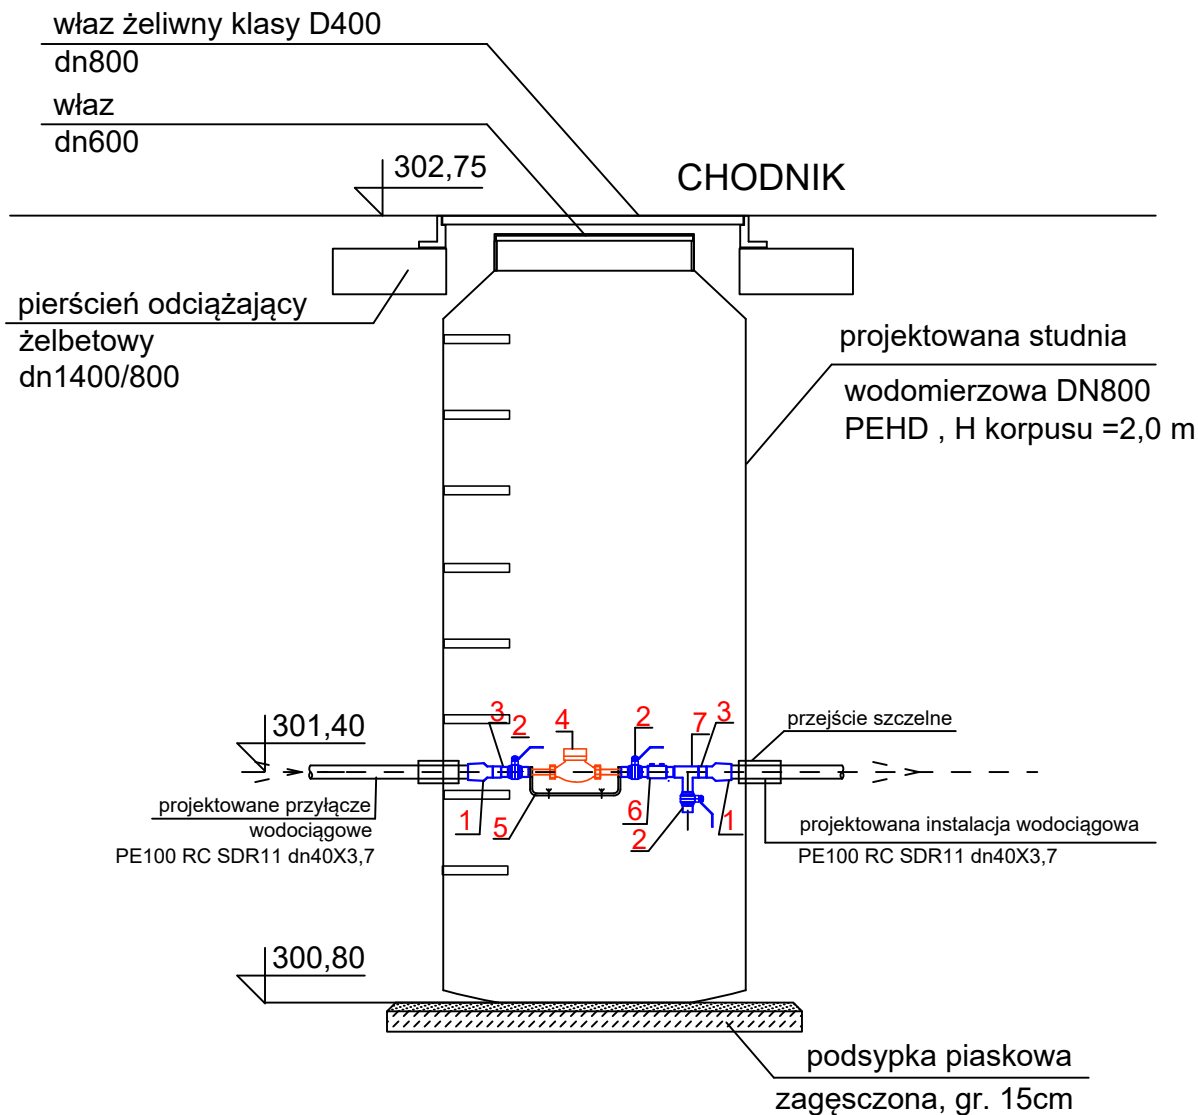 właz żeliwny klasy D400
dn800
właz
dn600
302,75
CHODNIK
pierścień odciążający
żelbetowy
dn1400/800
projektowana studnia
wodomierzowa DN800
PEHD , H korpusu =2,0 m
301,40
3
2
4
2
7
3
przejście szczelne
projektowane przyłącze
wodociągowe
PE100 RC SDR11 dn40X3,7
1
5
6
2
1
projektowana instalacja wodociągowa
PE100 RC SDR11 dn40X3,7
300,80
podsypka piaskowa
zagęsczona, gr. 15cm